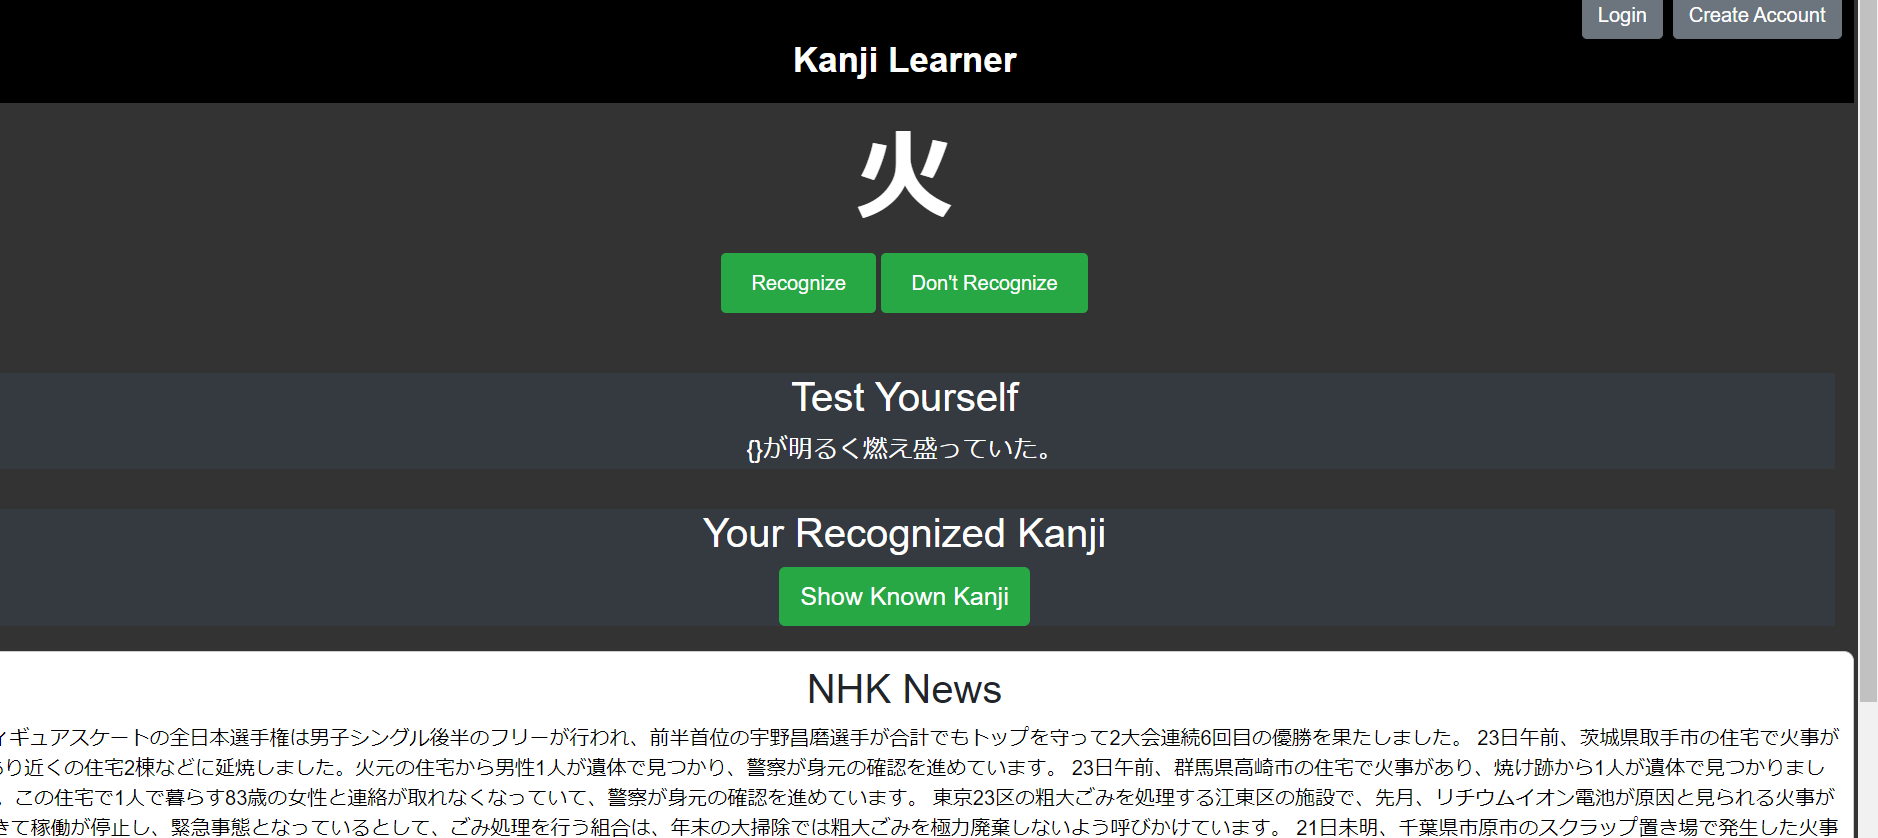 Login Create Account
Kanji Learner
火
Recognize Don't Recognize
Test Yourself
{}が明るく燃え盛っていた。
Your Recognized Kanji
Show Known Kanji
NHK News
ィギュアスケートの全日本選手権は男子シングル後半のフリーが行われ、前半首位の宇野昌磨選手が合計でもトップを守って2大会連続6回目の優勝を果たしました。 23日午前、茨城県取手市の住宅で火事が
り近くの住宅2棟などに延焼しました。火元の住宅から男性1人が遺体で見つかり、警察が身元の確認を進めています。 23日午前、群馬県高崎市の住宅で火事があり、焼け跡から1人が遺体で見つかりまし
。この住宅で1人で暮らす83歳の女性と連絡が取れなくなっていて、警察が身元の確認を進めています。 東京23区の粗大ごみを処理する江東区の施設で、先月、リチウムイオン電池が原因と見られる火事が
きて稼働が停止し、緊急事態となっているとして、ごみ処理を行う組合は、年末の大掃除では粗大ごみを極力廃棄しないよう呼びかけています。 21日未明、千葉県市原市のスクラップ置き場で発生した火事